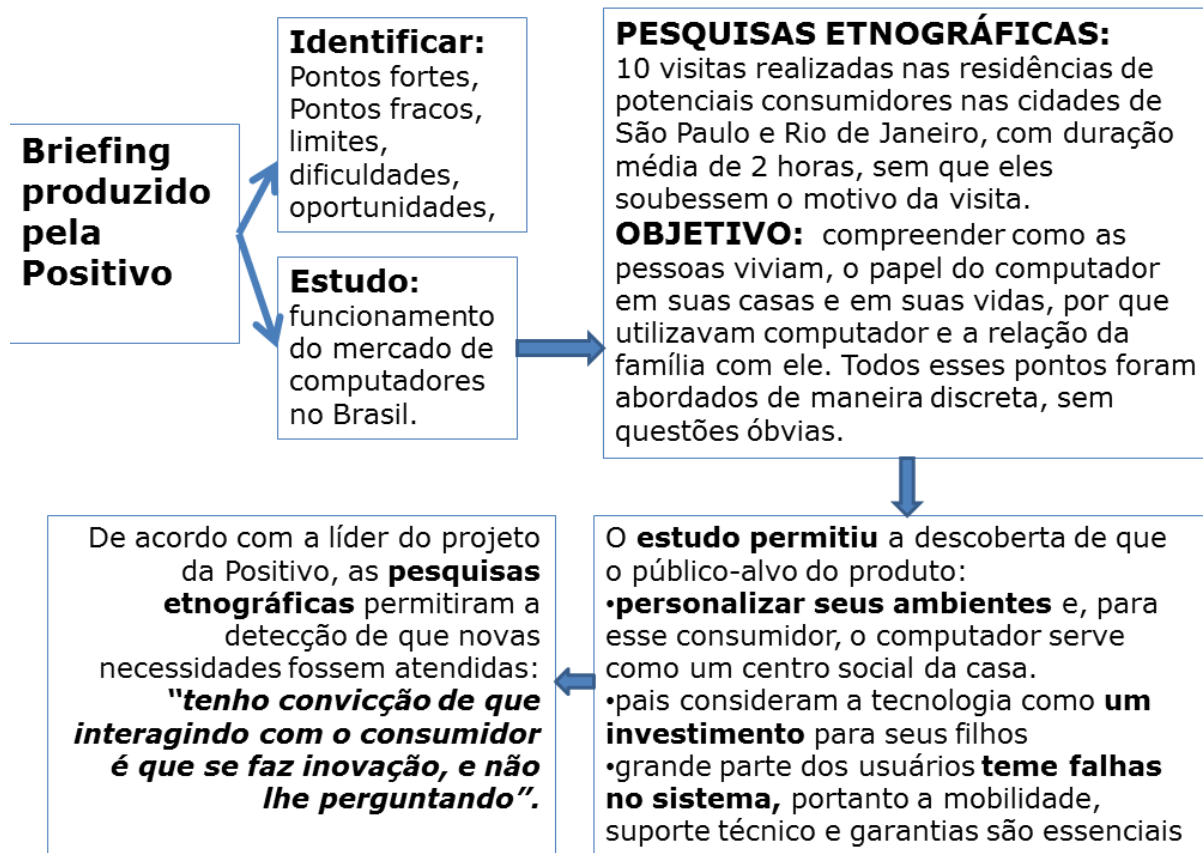 Briefing
produzido
pela
Positivo
Identificar:
Pontos fortes,
Pontos fracos,
limites,
dificuldades,
oportunidades,
Estudo:
funcionamento
do mercado de
computadores
no Brasil.
PESQUISAS ETNOGRÁFICAS:
10 visitas realizadas nas residências de
potenciais consumidores nas cidades de
São Paulo e Rio de Janeiro, com duração
média de 2 horas, sem que eles
soubessem o motivo da visita.
OBJETIVO: compreender como as
pessoas viviam, o papel do computador
em suas casas e em suas vidas, por que
utilizavam computador e a relação da
família com ele. Todos esses pontos foram
abordados de maneira discreta, sem
questões óbvias.
O estudo permitiu a descoberta de que
o público-alvo do produto:
•personalizar seus ambientes e, para
esse consumidor, o computador serve
como um centro social da casa.
•pais consideram a tecnologia como um
investimento para seus filhos
•grande parte dos usuários teme falhas
no sistema, portanto a mobilidade,
suporte técnico e garantias são essenciais
De acordo com a líder do projeto
da Positivo, as pesquisas
etnográficas permitiram a
detecção de que novas
necessidades fossem atendidas:
“tenho convicção de que
interagindo com o consumidor
é que se faz inovação, e não
lhe perguntando”.